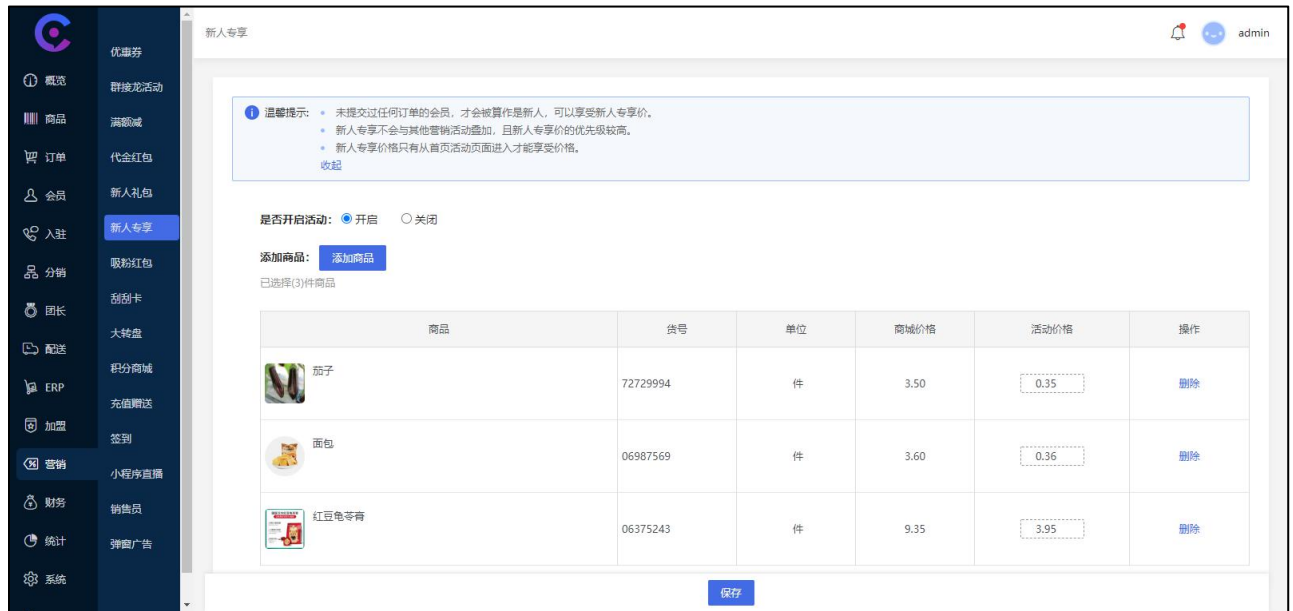 新人专享
admin
概览
商品
订单
会员
入驻
分销
团长
配送
ERP
加盟
营销
财务
统计
系统
优惠券
群接龙活动
满额减
代金红包
新人礼包
新人专享
吸粉红包
刮刮卡
大转盘
积分商城
充值赠送
签到
小程序直播
销售员
弹窗广告
温馨提示: 未提交过任何订单的会员，才会被算作是新人，可以享受新人专享价。
新人专享不会与其他营销活动叠加，且新人专享价的优先级较高。
新人专享价格只有从首页活动页面进入才能享受价格。
收起
是否开启活动: 开启 关闭
添加商品: 添加商品
已选择(3)件商品
商品 货号 单位 商城价格 活动价格 操作
茄子 72729994 件 3.50 0.35 删除
面包 06987569 件 3.60 0.36 删除
红豆龟苓膏 06375243 件 9.35 3.95 删除
保存